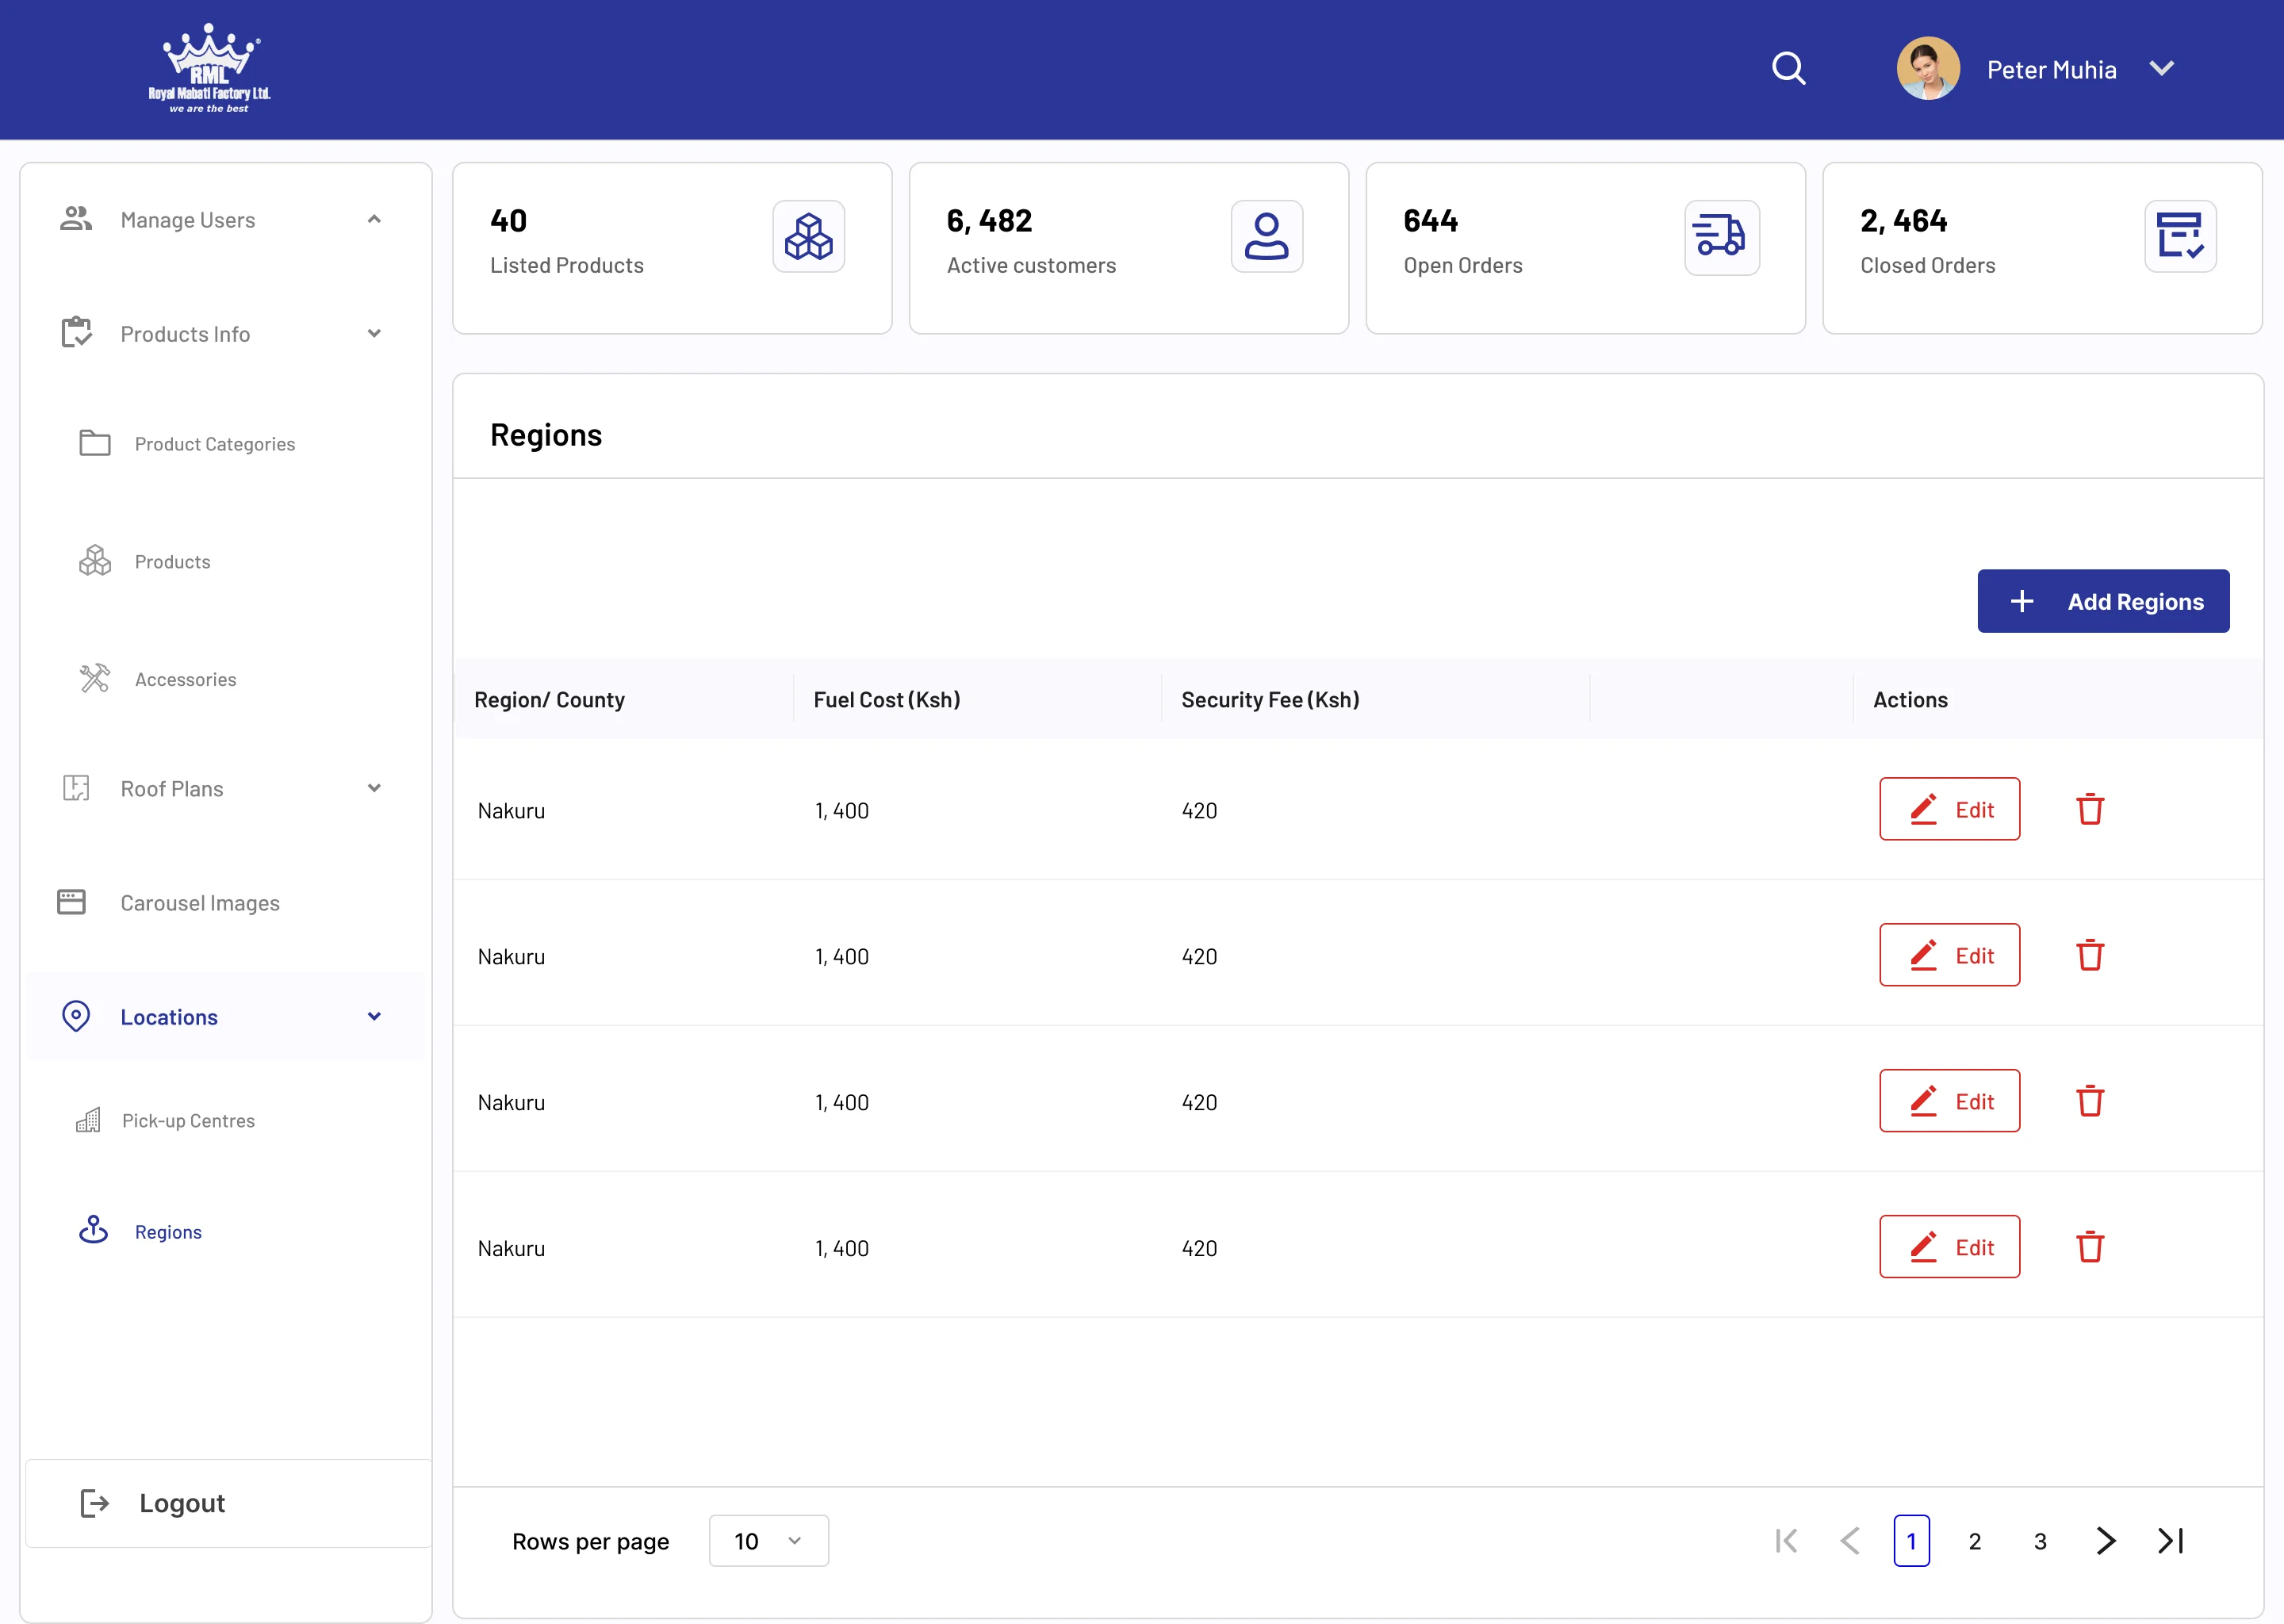 RML
Royal Mabati Factory Ltd.
we are the best
Peter Muhia
Manage Users
Products Info
Product Categories
Products
Accessories
Roof Plans
Carousel Images
Locations
Pick-up Centres
Regions
Logout
40
Listed Products
6, 482
Active customers
644
Open Orders
2, 464
Closed Orders
Regions
Add Regions
Region/ County Fuel Cost (Ksh) Security Fee (Ksh) Actions
Nakuru 1, 400 420 Edit
Nakuru 1, 400 420 Edit
Nakuru 1, 400 420 Edit
Nakuru 1, 400 420 Edit
Rows per page 10 1 2 3